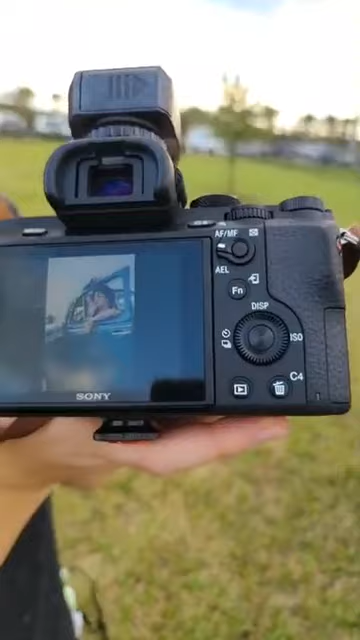 AF/MF
AEL
Fn
DISP
ISO
C4
SONY